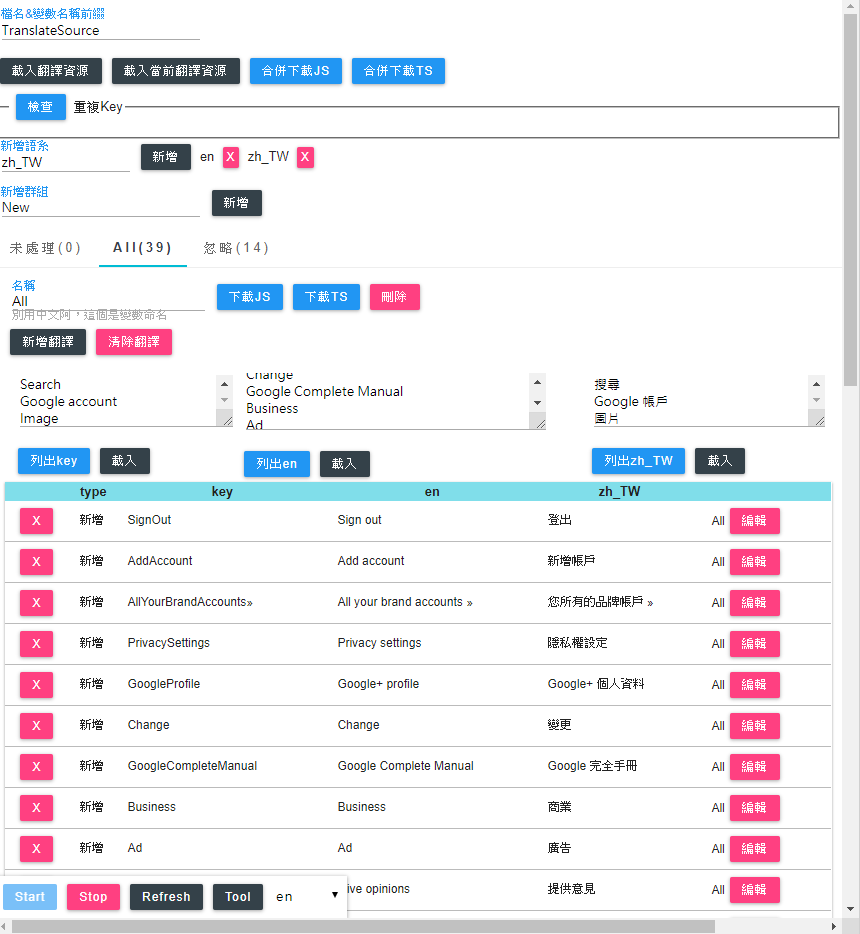 檔名&變數名稱前綴
TranslateSource
載入翻譯資源 載入當前翻譯資源 合併下載JS 合併下載TS
檢查 重複Key
新增語系
zh_TW 新增 en X zh_TW X
新增群組
New 新增
未處理(0) All(39) 忽略(14)
名稱
All 下載JS 下載TS 刪除
別用中文阿，這個是變數命名
新增翻譯 清除翻譯
Search
Google account
Image
Change
Google Complete Manual
Business
Ad
搜尋
Google 帳戶
圖片
列出key 載入 列出en 載入 列出zh_TW 載入
type key en zh_TW
X 新增 SignOut Sign out 登出 All 編輯
X 新增 AddAccount Add account 新增帳戶 All 編輯
X 新增 AllYourBrandAccounts» All your brand accounts » 您所有的品牌帳戶 » All 編輯
X 新增 PrivacySettings Privacy settings 隱私權設定 All 編輯
X 新增 GoogleProfile Google+ profile Google+ 個人資料 All 編輯
X 新增 Change Change 變更 All 編輯
X 新增 GoogleCompleteManual Google Complete Manual Google 完全手冊 All 編輯
X 新增 Business Business 商業 All 編輯
X 新增 Ad Ad 廣告 All 編輯
ive opinions 提供意見 All 編輯
Start Stop Refresh Tool en